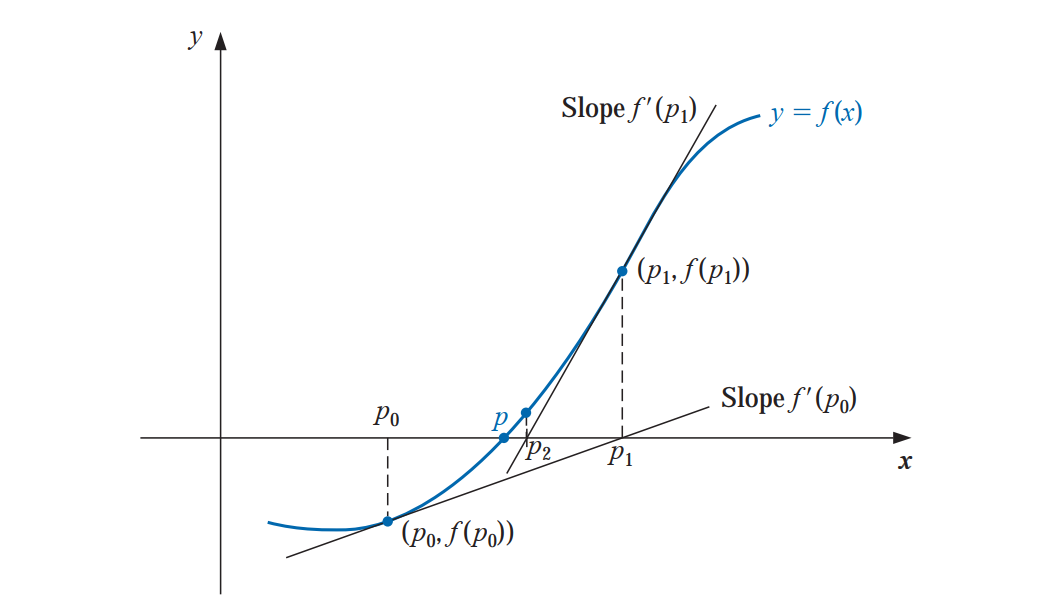 y
Slope f′(p₁)
y = f(x)
(p₁, f(p₁))
Slope f′(p₀)
p₀
p
p₂
p₁
x
(p₀, f(p₀))